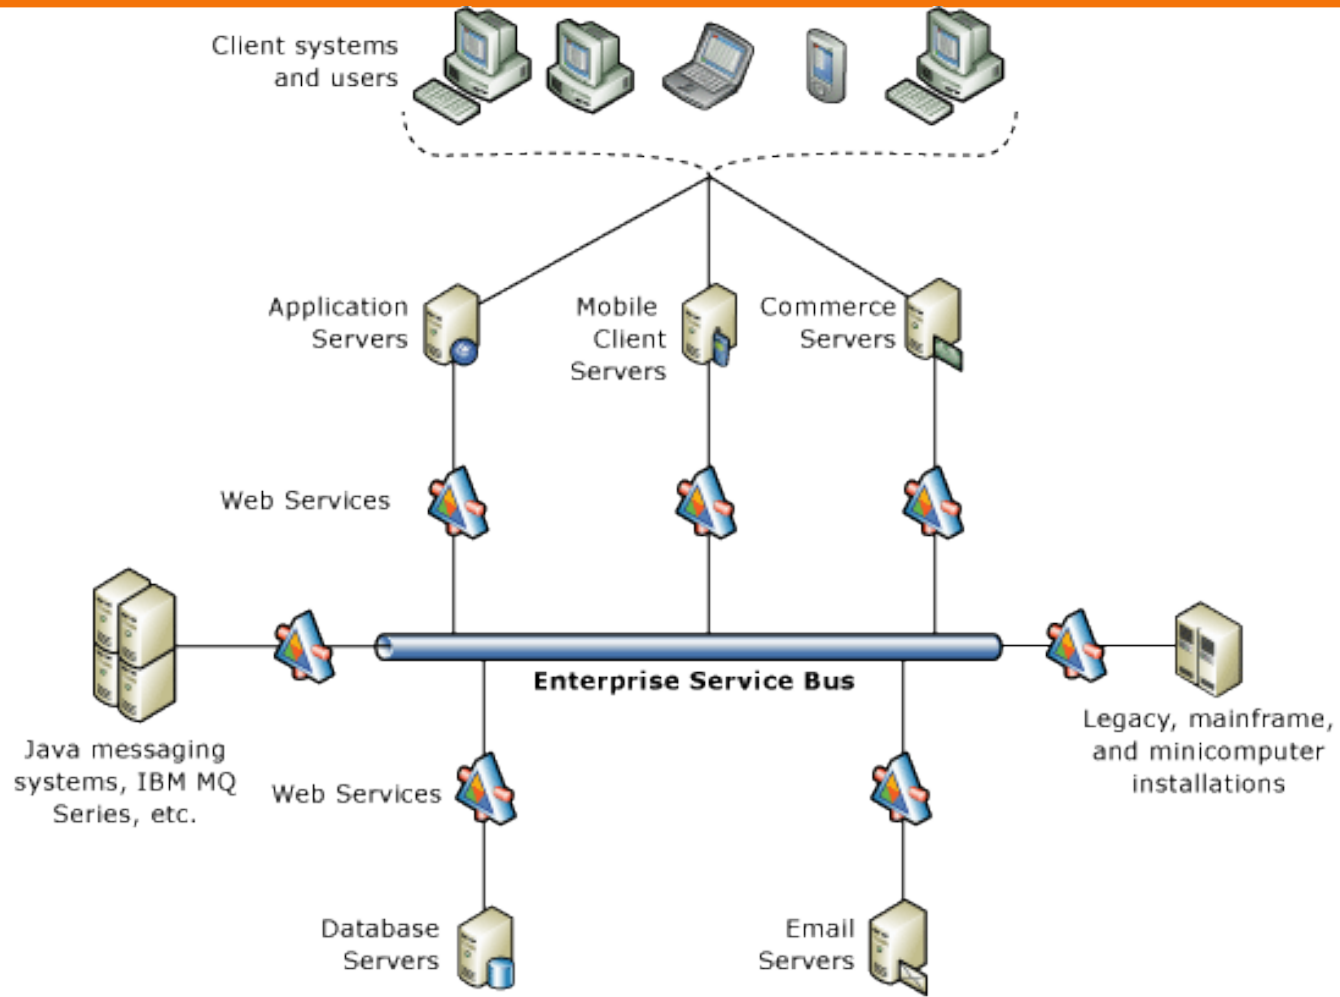 Client systems
and users
Application
Servers
Mobile
Client
Servers
Commerce
Servers
Web Services
Enterprise Service Bus
Java messaging
systems, IBM MQ
Series, etc.
Legacy, mainframe,
and minicomputer
installations
Web Services
Database
Servers
Email
Servers